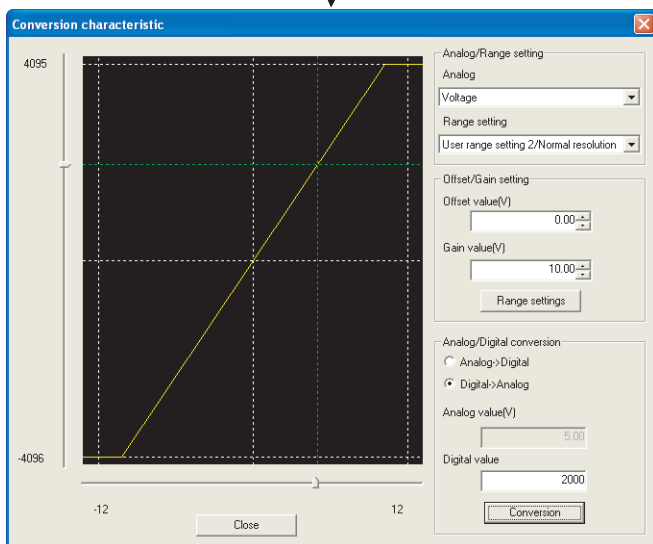 Conversion characteristic
4095
-4096
-12
12
Close
Analog/Range setting
Analog
Voltage
Range setting
User range setting 2/Normal resolution
Offset/Gain setting
Offset value(V)
0.00
Gain value(V)
10.00
Range settings
Analog/Digital conversion
Analog->Digital
Digital->Analog
Analog value(V)
5.00
Digital value
2000
Conversion